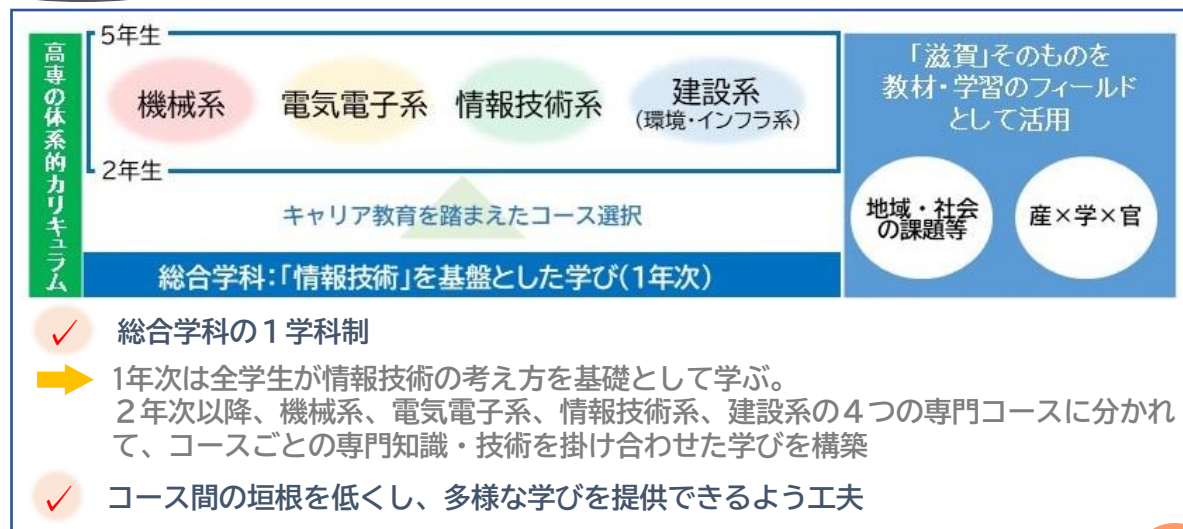 高専の体系的カリキュラム
5年生
機械系
電気電子系
情報技術系
建設系
(環境・インフラ系)
2年生
キャリア教育を踏まえたコース選択
総合学科:「情報技術」を基盤とした学び(1年次)
「滋賀」そのものを
教材・学習のフィールド
として活用
地域・社会
の課題等
産×学×官
✓ 総合学科の１学科制
1年次は全学生が情報技術の考え方を基礎として学ぶ。
２年次以降、機械系、電気電子系、情報技術系、建設系の４つの専門コースに分かれ
て、コースごとの専門知識・技術を掛け合わせた学びを構築
✓ コース間の垣根を低くし、多様な学びを提供できるよう工夫